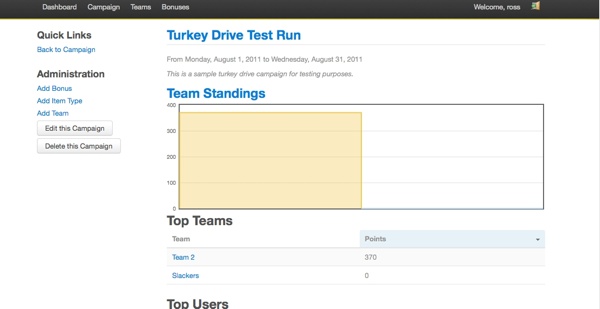 Dashboard Campaign Teams Bonuses Welcome, ross
Quick Links
Back to Campaign
Administration
Add Bonus
Add Item Type
Add Team
Edit this Campaign
Delete this Campaign
Turkey Drive Test Run
From Monday, August 1, 2011 to Wednesday, August 31, 2011
This is a sample turkey drive campaign for testing purposes.
Team Standings
400
300
200
100
0
Top Teams
Team Points
Team 2 370
Slackers 0
Top Users